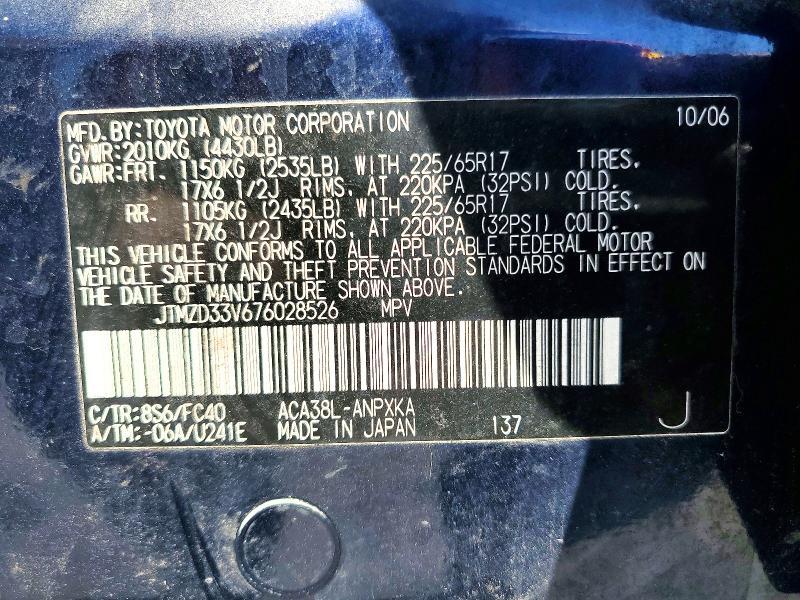 MFD. BY: TOYOTA MOTOR CORPORATION 10/06
GVWR: 2010KG (4430LB)
GAWR: FRT. 1150KG (2535LB) WITH 225/65R17 TIRES.
17X6 1/2J RIMS, AT 220KPA (32PSI) COLD.
RR. 1105KG (2435LB) WITH 225/65R17 TIRES.
17X6 1/2J RIMS, AT 220KPA (32PSI) COLD.
THIS VEHICLE CONFORMS TO ALL APPLICABLE FEDERAL MOTOR
VEHICLE SAFETY AND THEFT PREVENTION STANDARDS IN EFFECT ON
THE DATE OF MANUFACTURE SHOWN ABOVE.
JTMZD33V676028526 MPV
C/TR: 8S6/FC40 ACA38L-ANPXKA
A/TM: -06A/U241E MADE IN JAPAN 137 J